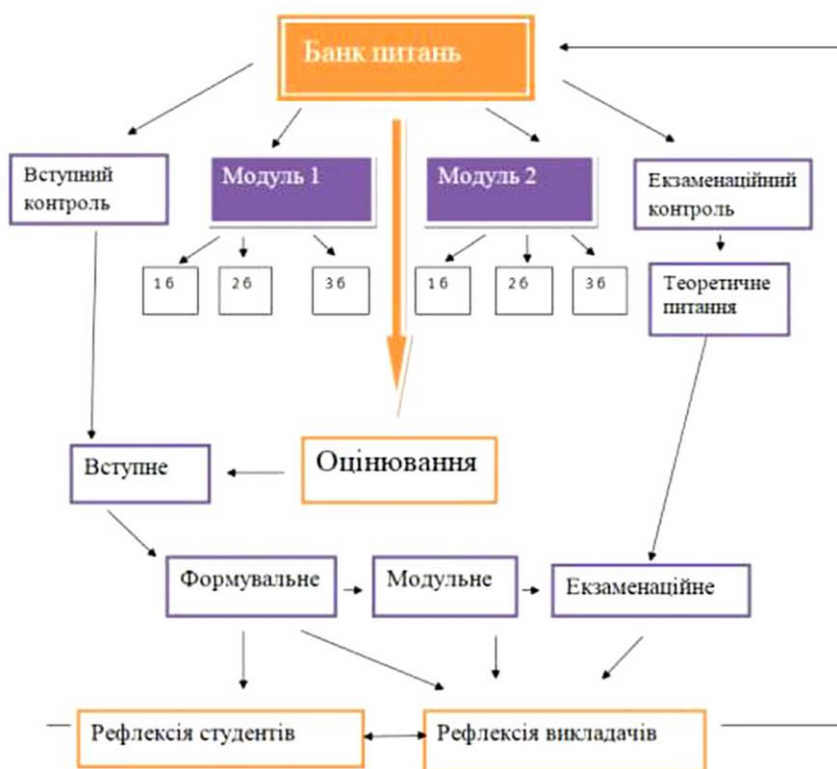 Банк питань
Вступний
контроль
Модуль 1
Модуль 2
Екзаменаційний
контроль
1 б
2 б
3 б
1 б
2 б
3 б
Теоретичне
питання
Вступне
Оцінювання
Формувальне
Модульне
Екзаменаційне
Рефлексія студентів
Рефлексія викладачів